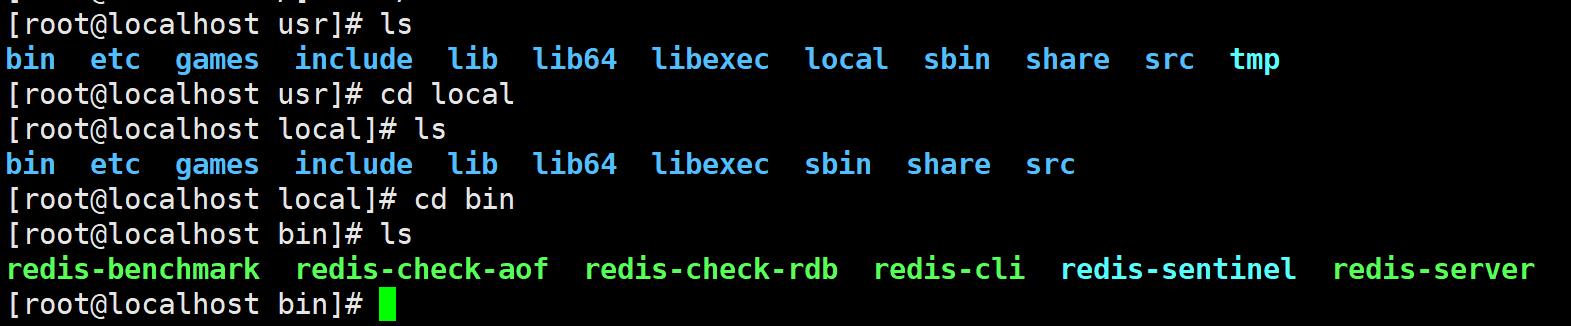 [root@localhost usr]# ls
bin  etc  games  include  lib  lib64  libexec  local  sbin  share  src  tmp
[root@localhost usr]# cd local
[root@localhost local]# ls
bin  etc  games  include  lib  lib64  libexec  sbin  share  src
[root@localhost local]# cd bin
[root@localhost bin]# ls
redis-benchmark  redis-check-aof  redis-check-rdb  redis-cli  redis-sentinel  redis-server
[root@localhost bin]#